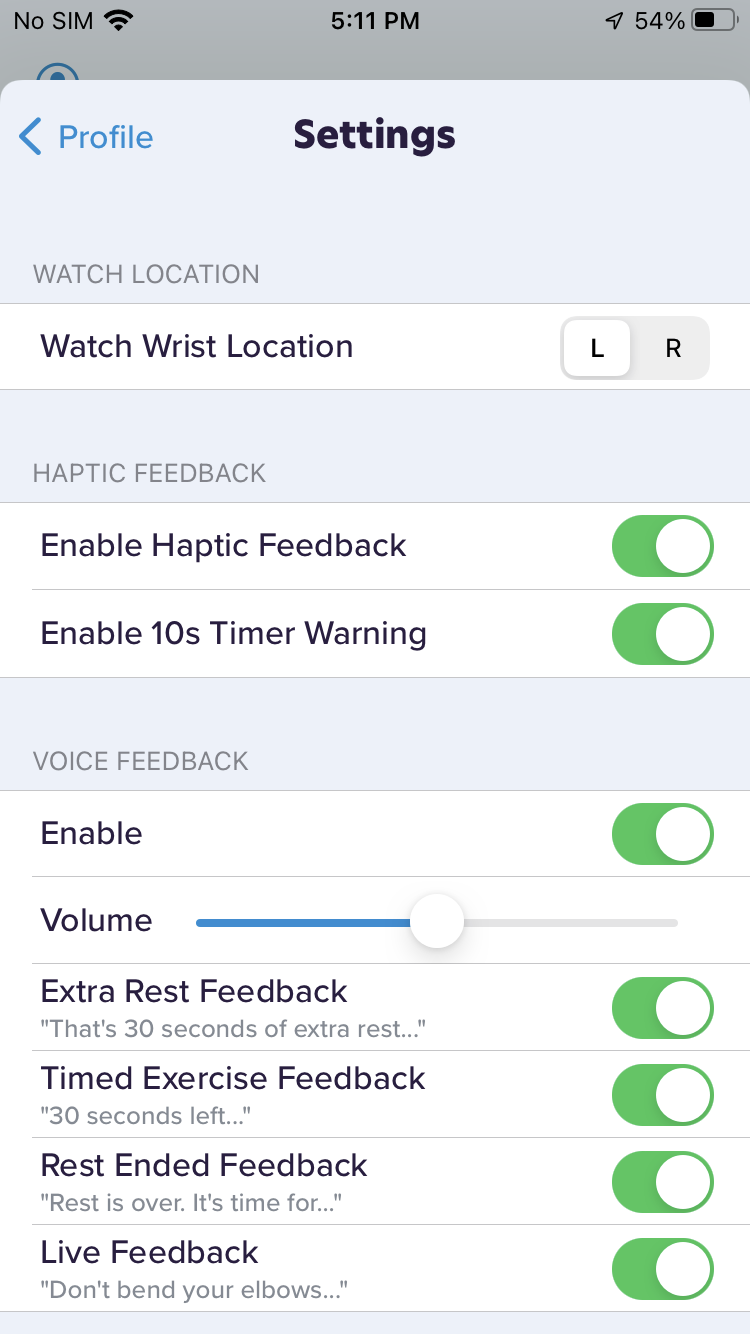 No SIM 5:11 PM 54%
Profile Settings
WATCH LOCATION
Watch Wrist Location L R
HAPTIC FEEDBACK
Enable Haptic Feedback
Enable 10s Timer Warning
VOICE FEEDBACK
Enable
Volume
Extra Rest Feedback
"That's 30 seconds of extra rest..."
Timed Exercise Feedback
"30 seconds left..."
Rest Ended Feedback
"Rest is over. It's time for..."
Live Feedback
"Don't bend your elbows..."